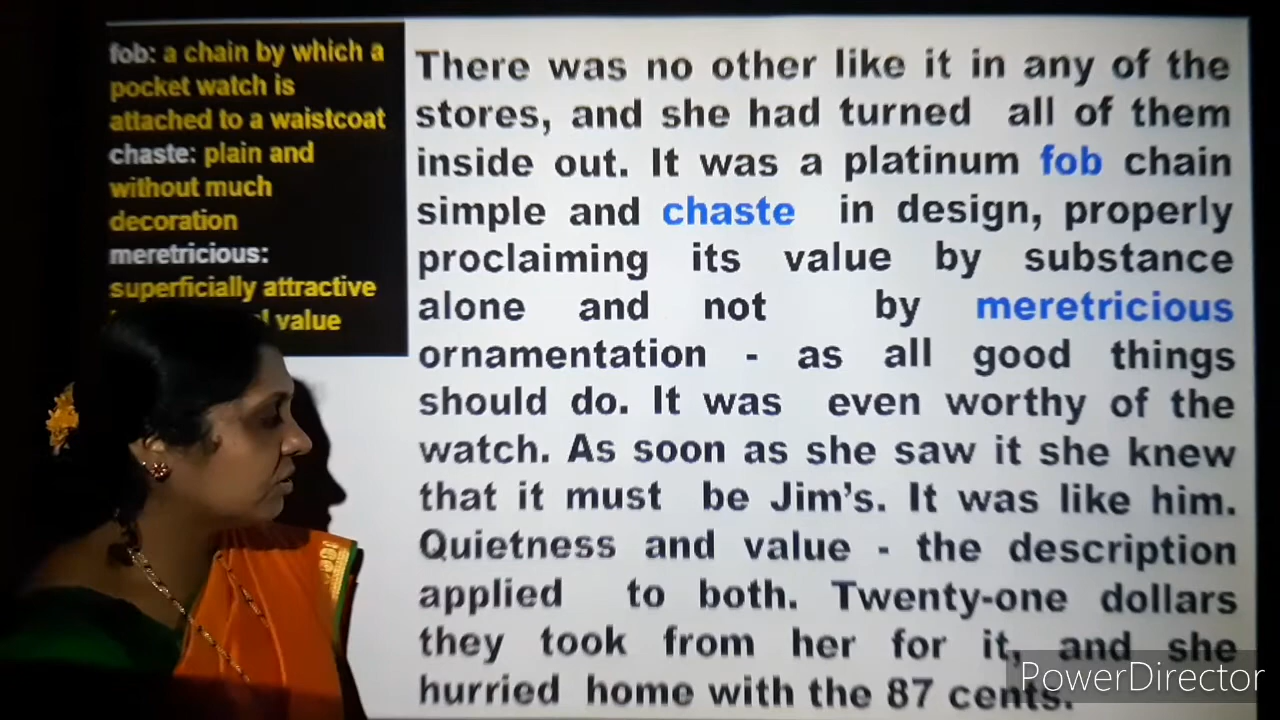 fob: a chain by which a
pocket watch is
attached to a waistcoat
chaste: plain and
without much
decoration
meretricious:
superficially attractive
value
There was no other like it in any of the
stores, and she had turned all of them
inside out. It was a platinum fob chain
simple and chaste in design, properly
proclaiming its value by substance
alone and not by meretricious
ornamentation - as all good things
should do. It was even worthy of the
watch. As soon as she saw it she knew
that it must be Jim's. It was like him.
Quietness and value - the description
applied to both. Twenty-one dollars
they took from her for it, and she
hurried home with the 87 cents.
PowerDirector